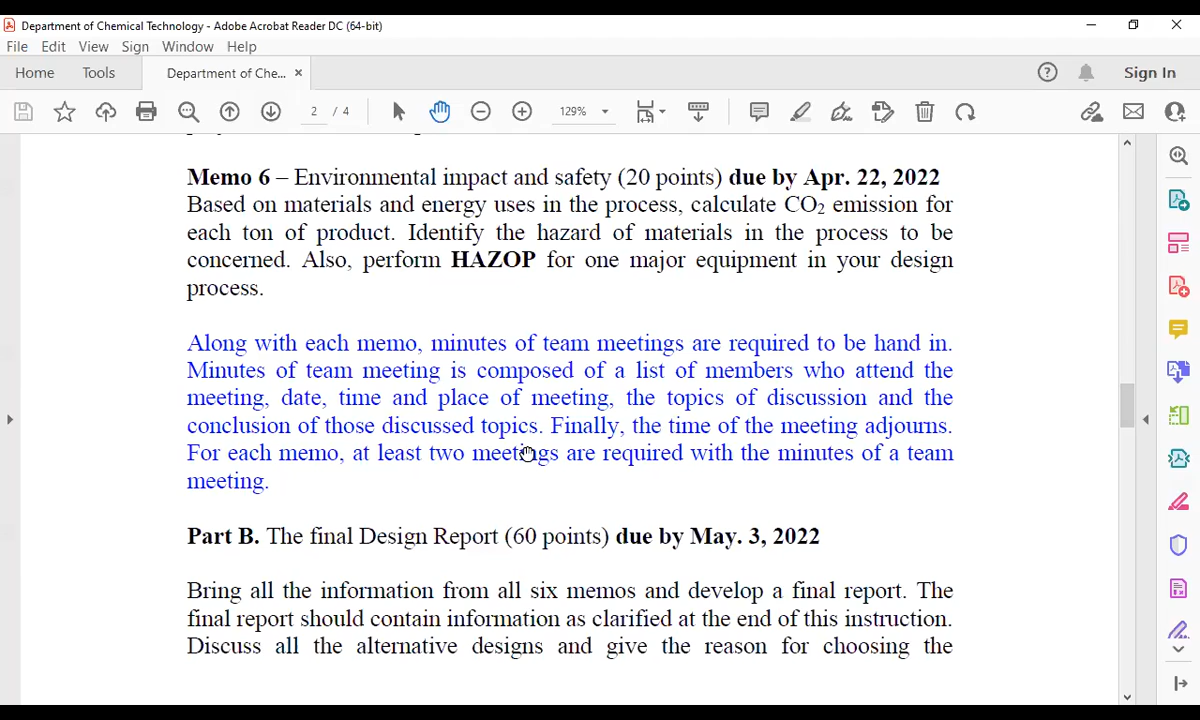 Department of Chemical Technology - Adobe Acrobat Reader DC (64-bit)
File Edit View Sign Window Help
Home Tools Department of Che... Sign In
2 / 4 129%
Memo 6 – Environmental impact and safety (20 points) due by Apr. 22, 2022
Based on materials and energy uses in the process, calculate CO2 emission for
each ton of product. Identify the hazard of materials in the process to be
concerned. Also, perform HAZOP for one major equipment in your design
process.
Along with each memo, minutes of team meetings are required to be hand in.
Minutes of team meeting is composed of a list of members who attend the
meeting, date, time and place of meeting, the topics of discussion and the
conclusion of those discussed topics. Finally, the time of the meeting adjourns.
For each memo, at least two meetings are required with the minutes of a team
meeting.
Part B. The final Design Report (60 points) due by May. 3, 2022
Bring all the information from all six memos and develop a final report. The
final report should contain information as clarified at the end of this instruction.
Discuss all the alternative designs and give the reason for choosing the